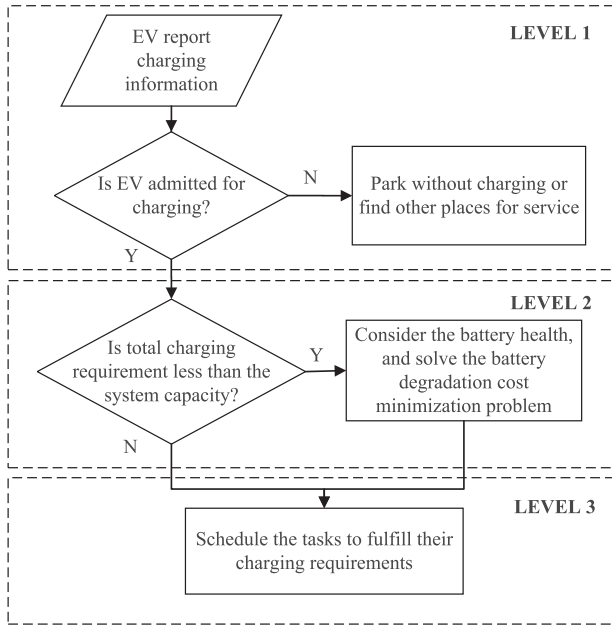 LEVEL 1
EV report
charging
information
Is EV admitted for
charging?
N
Park without charging or
find other places for service
Y
LEVEL 2
Is total charging
requirement less than the
system capacity?
Y
Consider the battery health,
and solve the battery
degradation cost
minimization problem
N
LEVEL 3
Schedule the tasks to fulfill their
charging requirements